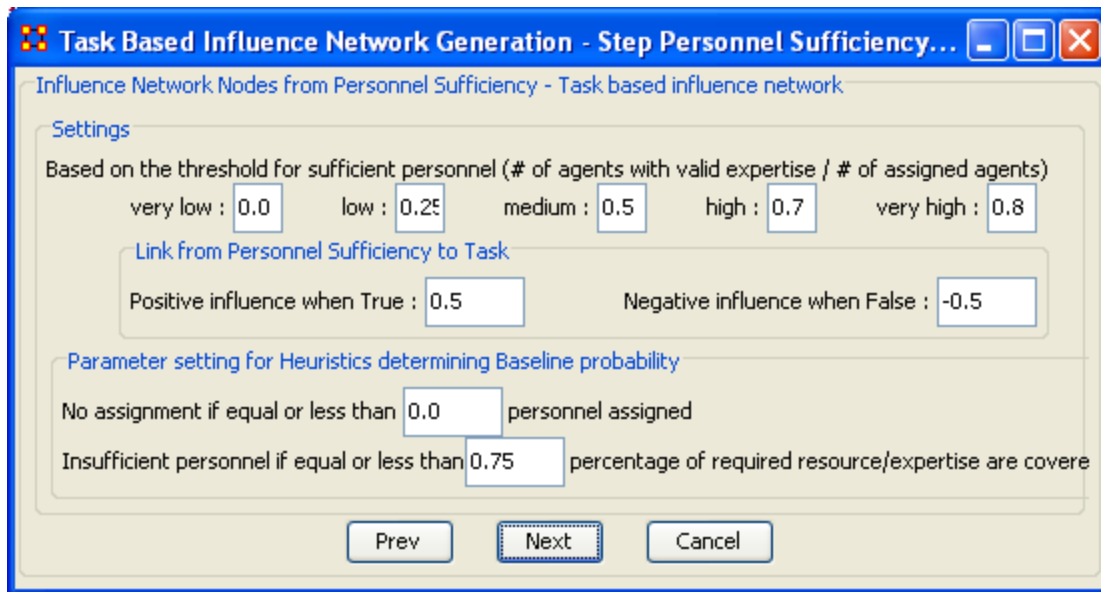 Task Based Influence Network Generation - Step Personnel Sufficiency...
Influence Network Nodes from Personnel Sufficiency - Task based influence network
Settings
Based on the threshold for sufficient personnel (# of agents with valid expertise / # of assigned agents)
very low : 0.0 low : 0.25 medium : 0.5 high : 0.7 very high : 0.8
Link from Personnel Sufficiency to Task
Positive influence when True : 0.5 Negative influence when False : -0.5
Parameter setting for Heuristics determining Baseline probability
No assignment if equal or less than 0.0 personnel assigned
Insufficient personnel if equal or less than 0.75 percentage of required resource/expertise are covere
Prev Next Cancel